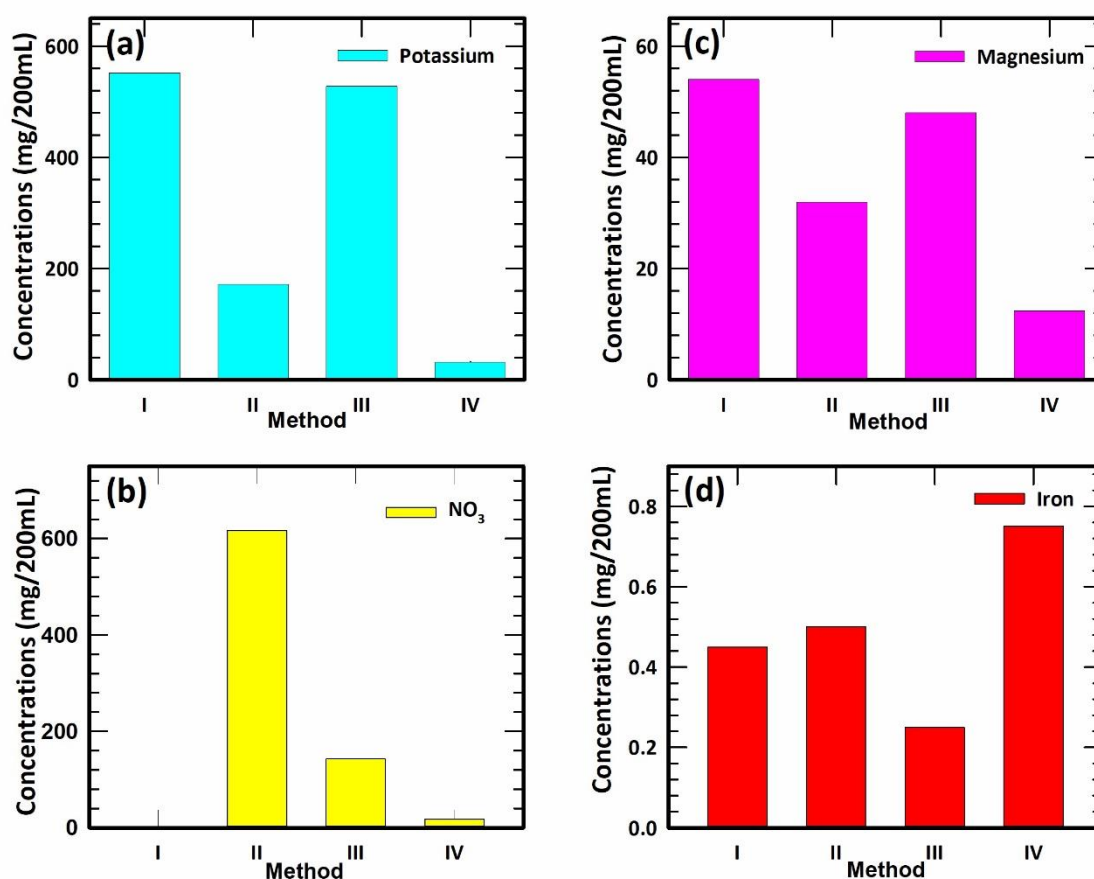 (a)
Potassium
Concentrations (mg/200mL)
600
400
200
0
I II III IV
Method
(c)
Magnesium
Concentrations (mg/200mL)
60
40
20
0
I II III IV
Method
(b)
NO3
Concentrations (mg/200mL)
600
400
200
0
I II III IV
Method
(d)
Iron
Concentrations (mg/200mL)
0.8
0.6
0.4
0.2
0.0
I II III IV
Method